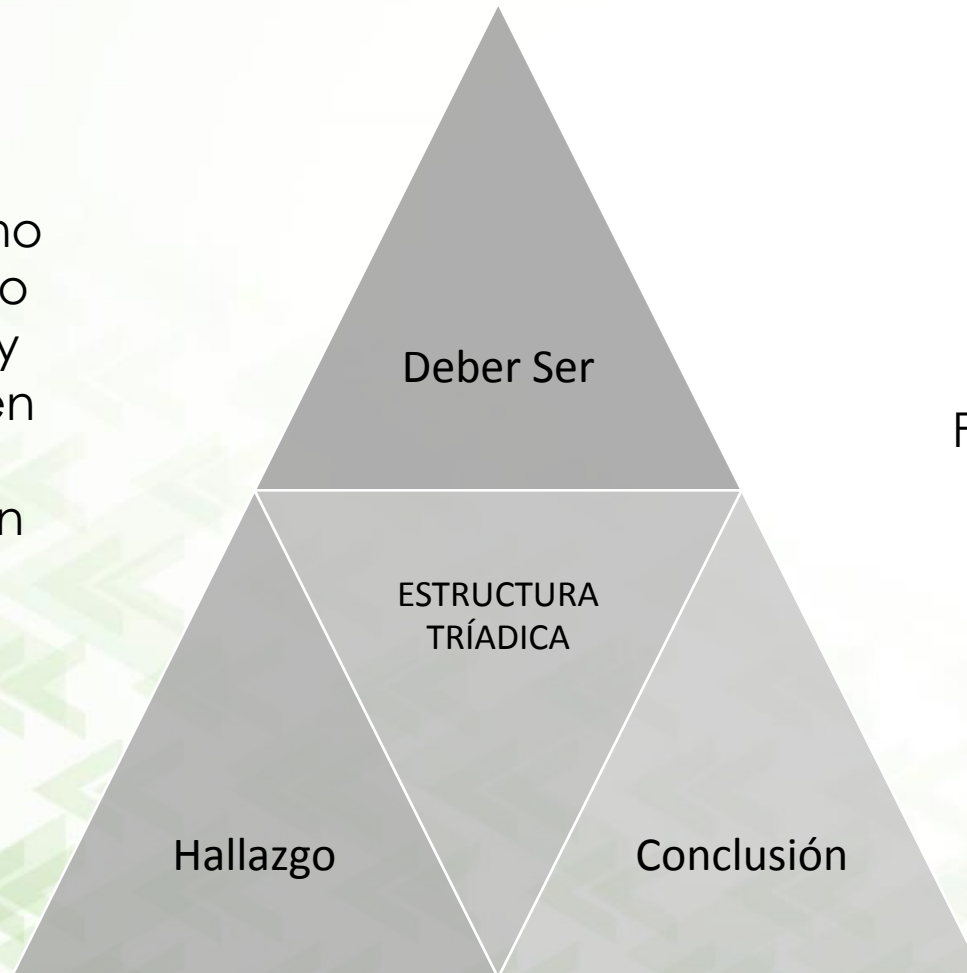 Deber Ser
ESTRUCTURA
TRÍADICA
Hallazgo
Conclusión
y